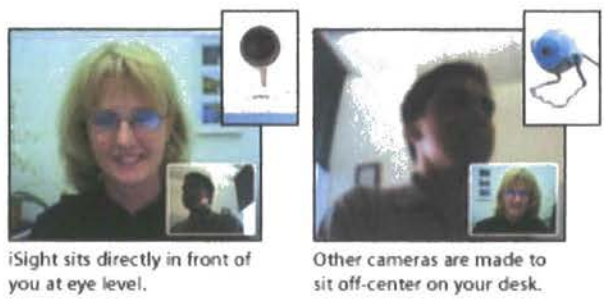 iSight sits directly in front of
you at eye level.
Other cameras are made to
sit off-center on your desk.